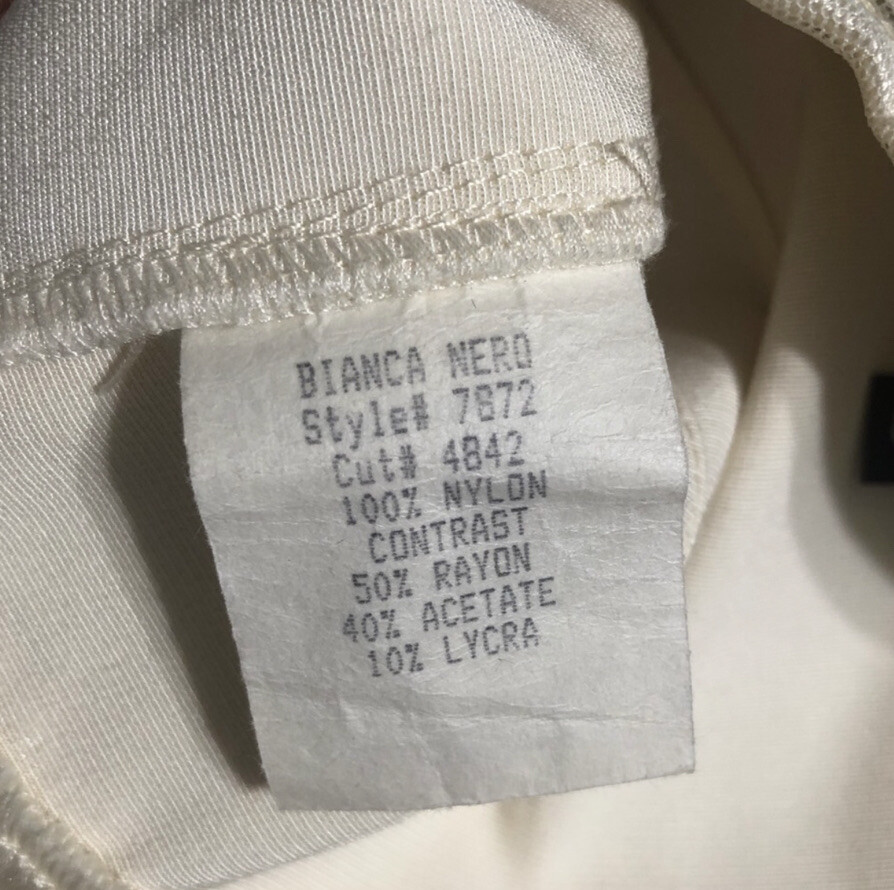 BIANCA NERO
Style# 7872
Cut# 4842
100% NYLON
CONTRAST
50% RAYON
40% ACETATE
10% LYCRA